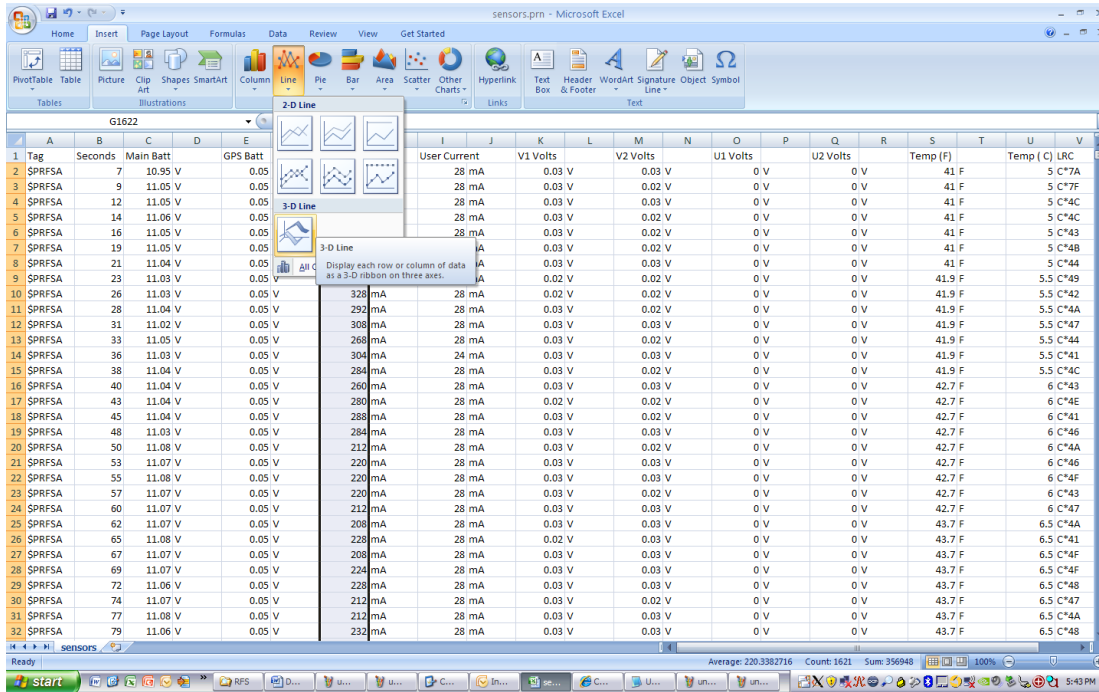 sensors.prn - Microsoft Excel
Home Insert Page Layout Formulas Data Review View Get Started
PivotTable Table Picture Clip Art Shapes SmartArt Column Line Pie Bar Area Scatter Other Charts Hyperlink Text Box Header & Footer WordArt Signature Line Object Symbol
Tables Illustrations Links Text
2-D Line
G1622
A B C D E I J K L M N O P Q R S T U V
1 Tag Seconds Main Batt GPS Batt User Current V1 Volts V2 Volts U1 Volts U2 Volts Temp (F) Temp ( C) LRC
2 $PRFSA 7 10.95 V 0.05 28 mA 0.03 V 0.03 V 0 V 0 V 41 F 5 C*7A
3 $PRFSA 9 11.05 V 0.05 28 mA 0.03 V 0.02 V 0 V 0 V 41 F 5 C*7F
4 $PRFSA 12 11.05 V 0.05 28 mA 0.03 V 0.03 V 0 V 0 V 41 F 5 C*4C
5 $PRFSA 14 11.06 V 0.05 28 mA 0.03 V 0.02 V 0 V 0 V 41 F 5 C*4C
3-D Line
6 $PRFSA 16 11.05 V 0.05 28 mA 0.03 V 0.02 V 0 V 0 V 41 F 5 C*43
7 $PRFSA 19 11.05 V 0.05 0.03 V 0.02 V 0 V 0 V 41 F 5 C*4B
8 $PRFSA 21 11.04 V 0.05 0.03 V 0.03 V 0 V 0 V 41 F 5 C*44
3-D Line
Display each row or column of data
as a 3-D ribbon on three axes.
9 $PRFSA 23 11.03 V 0.05 V 0.02 V 0.02 V 0 V 0 V 41.9 F 5.5 C*49
10 $PRFSA 26 11.03 V 0.05 V 328 mA 28 mA 0.02 V 0.02 V 0 V 0 V 41.9 F 5.5 C*42
11 $PRFSA 28 11.04 V 0.05 V 292 mA 28 mA 0.03 V 0.02 V 0 V 0 V 41.9 F 5.5 C*4A
12 $PRFSA 31 11.02 V 0.05 V 308 mA 28 mA 0.03 V 0.02 V 0 V 0 V 41.9 F 5.5 C*47
13 $PRFSA 33 11.05 V 0.05 V 268 mA 28 mA 0.03 V 0.02 V 0 V 0 V 41.9 F 5.5 C*44
14 $PRFSA 36 11.03 V 0.05 V 304 mA 24 mA 0.03 V 0.03 V 0 V 0 V 41.9 F 5.5 C*41
15 $PRFSA 38 11.04 V 0.05 V 284 mA 28 mA 0.03 V 0.02 V 0 V 0 V 41.9 F 5.5 C*4C
16 $PRFSA 40 11.04 V 0.05 V 260 mA 28 mA 0.03 V 0.03 V 0 V 0 V 42.7 F 6 C*43
17 $PRFSA 43 11.04 V 0.05 V 280 mA 28 mA 0.02 V 0.02 V 0 V 0 V 42.7 F 6 C*4E
18 $PRFSA 45 11.04 V 0.05 V 288 mA 28 mA 0.03 V 0.02 V 0 V 0 V 42.7 F 6 C*41
19 $PRFSA 48 11.03 V 0.05 V 284 mA 28 mA 0.03 V 0.03 V 0 V 0 V 42.7 F 6 C*46
20 $PRFSA 50 11.08 V 0.05 V 212 mA 28 mA 0.03 V 0.02 V 0 V 0 V 42.7 F 6 C*4A
21 $PRFSA 53 11.07 V 0.05 V 220 mA 28 mA 0.03 V 0.03 V 0 V 0 V 42.7 F 6 C*46
22 $PRFSA 55 11.08 V 0.05 V 220 mA 28 mA 0.03 V 0.03 V 0 V 0 V 42.7 F 6 C*4F
23 $PRFSA 57 11.07 V 0.05 V 220 mA 28 mA 0.03 V 0.02 V 0 V 0 V 42.7 F 6 C*43
24 $PRFSA 60 11.07 V 0.05 V 212 mA 28 mA 0.03 V 0.03 V 0 V 0 V 42.7 F 6 C*47
25 $PRFSA 62 11.07 V 0.05 V 208 mA 28 mA 0.03 V 0.03 V 0 V 0 V 43.7 F 6.5 C*4A
26 $PRFSA 65 11.08 V 0.05 V 228 mA 28 mA 0.02 V 0.03 V 0 V 0 V 43.7 F 6.5 C*41
27 $PRFSA 67 11.07 V 0.05 V 208 mA 28 mA 0.03 V 0.03 V 0 V 0 V 43.7 F 6.5 C*4F
28 $PRFSA 69 11.07 V 0.05 V 224 mA 28 mA 0.03 V 0.03 V 0 V 0 V 43.7 F 6.5 C*4F
29 $PRFSA 72 11.06 V 0.05 V 228 mA 28 mA 0.03 V 0.03 V 0 V 0 V 43.7 F 6.5 C*48
30 $PRFSA 74 11.07 V 0.05 V 212 mA 28 mA 0.03 V 0.02 V 0 V 0 V 43.7 F 6.5 C*47
31 $PRFSA 77 11.08 V 0.05 V 212 mA 28 mA 0.03 V 0.03 V 0 V 0 V 43.7 F 6.5 C*4A
32 $PRFSA 79 11.06 V 0.05 V 232 mA 28 mA 0.03 V 0.03 V 0 V 0 V 43.7 F 6.5 C*48
sensors
Ready Average: 220.3382716 Count: 1621 Sum: 356948 100%
start RFS D... u... u... C... In... se... C... U... un... un... 5:43 PM